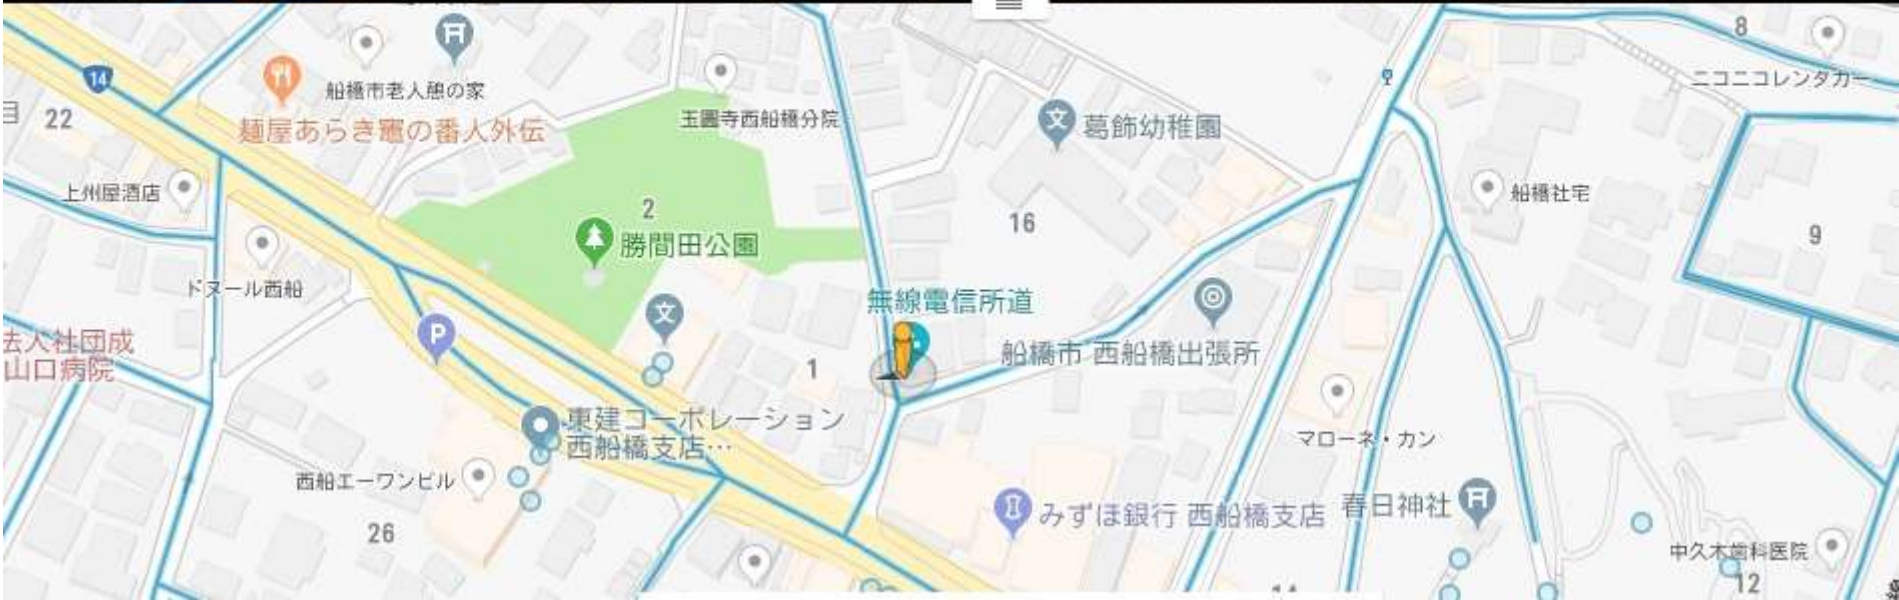 8
14
船橋市老人憩の家
ニコニコレンタカー
22
麺屋あらき竈の番人外伝
玉圓寺西船橋分院
葛飾幼稚園
上州屋酒店
2
16
船橋社宅
9
勝間田公園
ドヌール西船
無線電信所道
P
法人社団成
山口病院
1
船橋市 西船橋出張所
東建コーポレーション
西船橋支店…
マローネ・カン
西船エーワンビル
みずほ銀行 西船橋支店
春日神社
26
中久木歯科医院
12